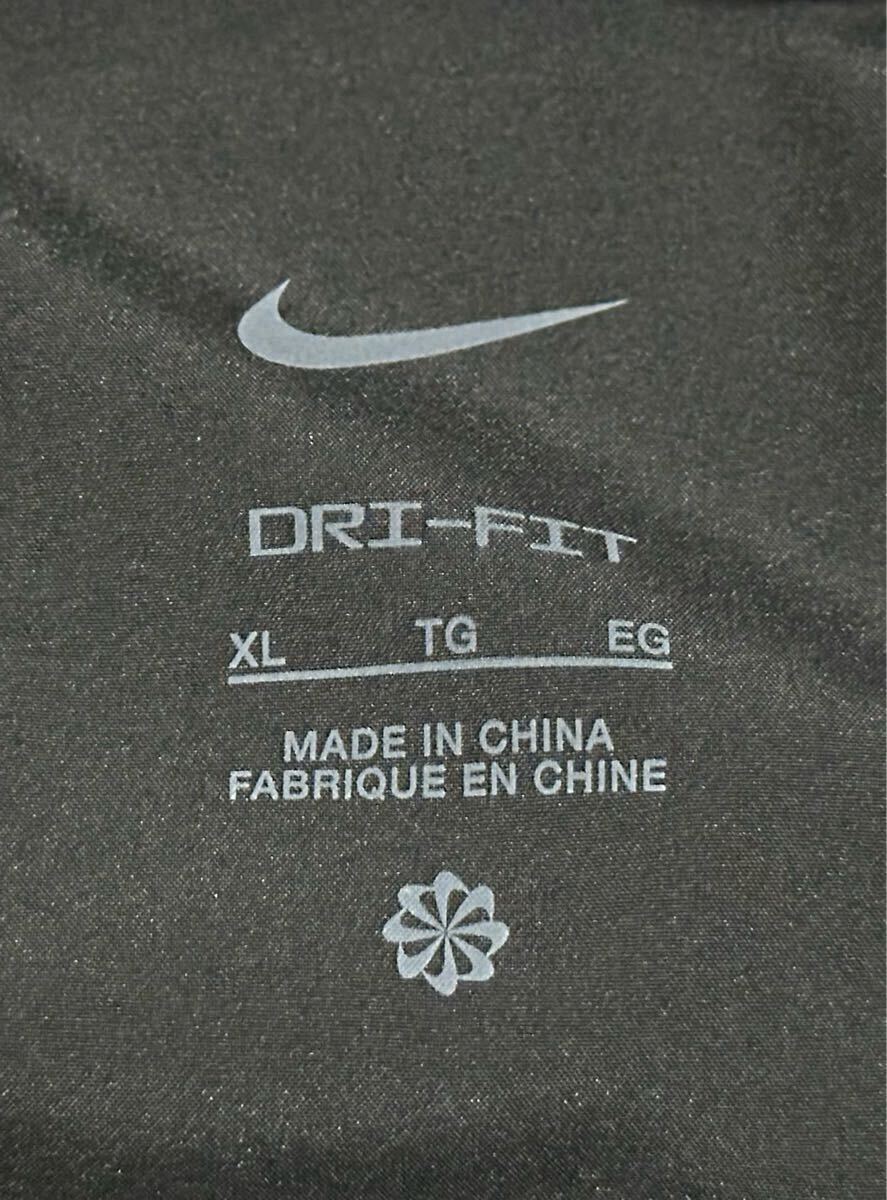 DRI-FIT
XL TG EG
MADE IN CHINA
FABRIQUE EN CHINE